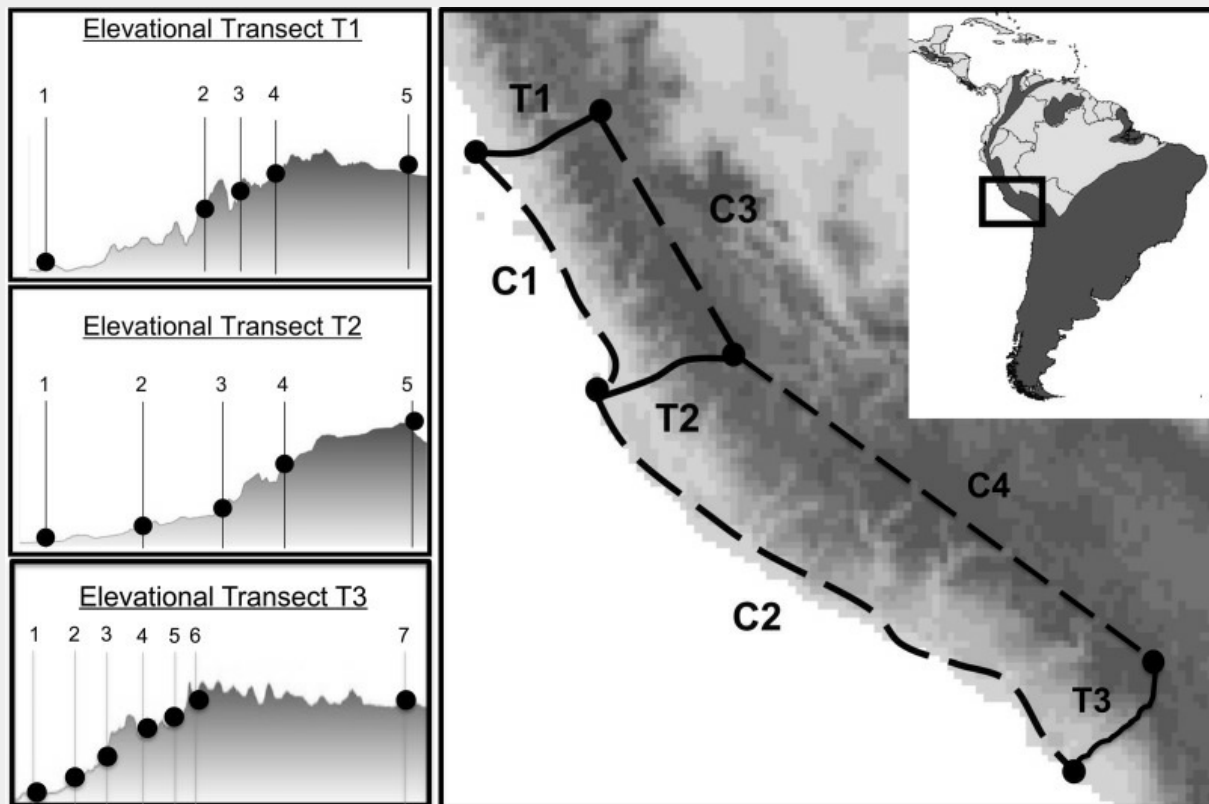 Elevational Transect T1
1 2 3 4 5
Elevational Transect T2
1 2 3 4 5
Elevational Transect T3
1 2 3 4 5 6 7
T1
C3
C1
T2
C4
C2
T3